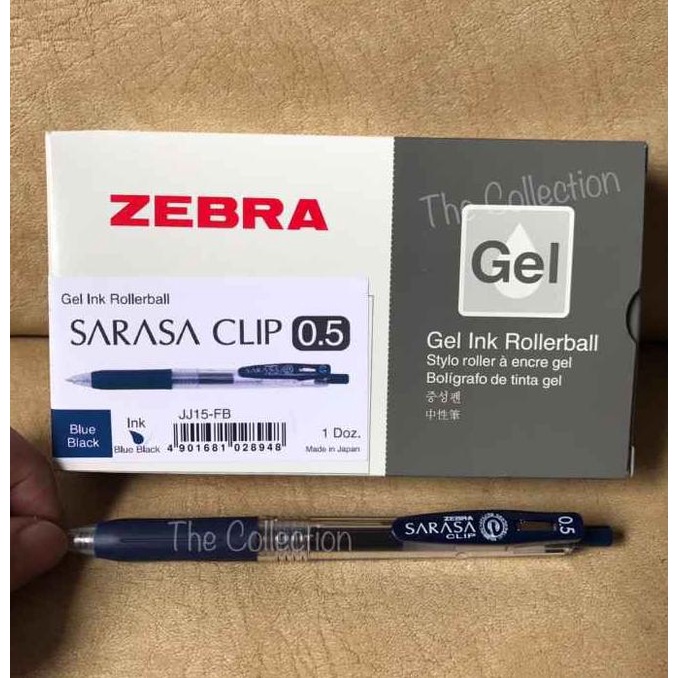 ZEBRA
The Collection
Gel
Gel Ink Rollerball
SARASA CLIP 0.5
Gel Ink Rollerball
Stylo roller à encre gel
Bolígrafo de tinta gel
중성펜
中性筆
JJ15-FB
Blue
Black
Ink
Blue Black
4 901681 028948
1 Doz.
Made in Japan
ZEBRA
SARASA
CLIP
0.5
The Collection